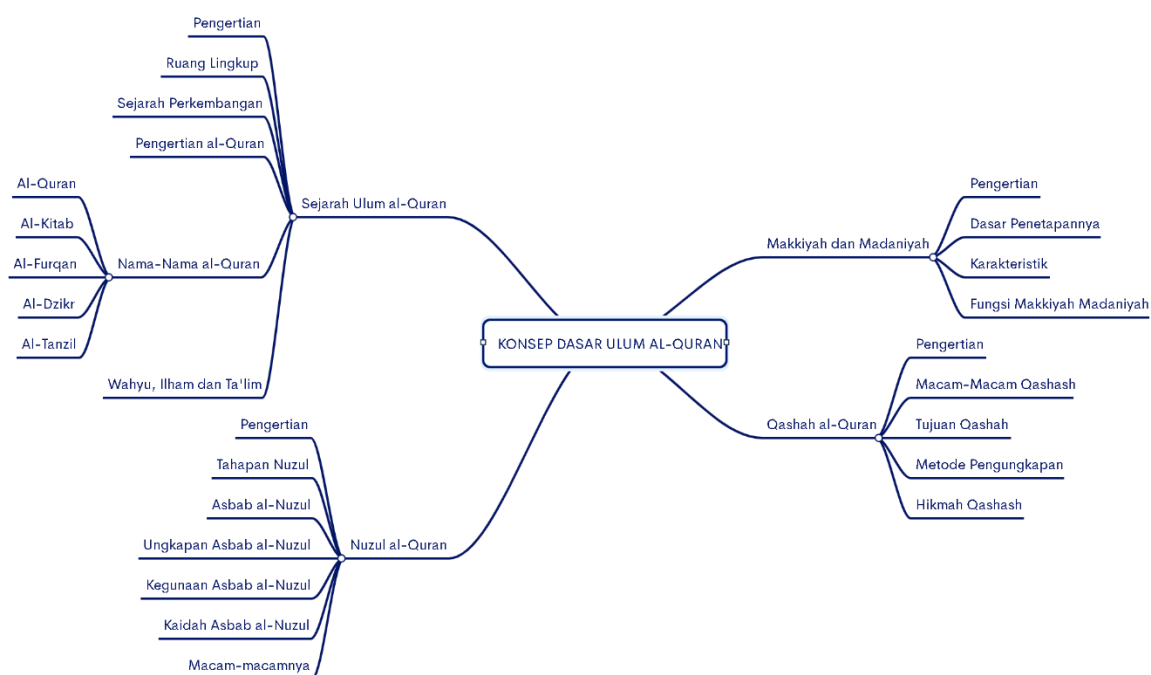 KONSEP DASAR ULUM AL-QURAN
Sejarah Ulum al-Quran
Pengertian
Ruang Lingkup
Sejarah Perkembangan
Pengertian al-Quran
Nama-Nama al-Quran
Al-Quran
Al-Kitab
Al-Furqan
Al-Dzikr
Al-Tanzil
Wahyu, Ilham dan Ta'lim
Nuzul al-Quran
Pengertian
Tahapan Nuzul
Asbab al-Nuzul
Ungkapan Asbab al-Nuzul
Kegunaan Asbab al-Nuzul
Kaidah Asbab al-Nuzul
Macam-macamnya
Makkiyah dan Madaniyah
Pengertian
Dasar Penetapannya
Karakteristik
Fungsi Makkiyah Madaniyah
Qashah al-Quran
Pengertian
Macam-Macam Qashash
Tujuan Qashah
Metode Pengungkapan
Hikmah Qashash